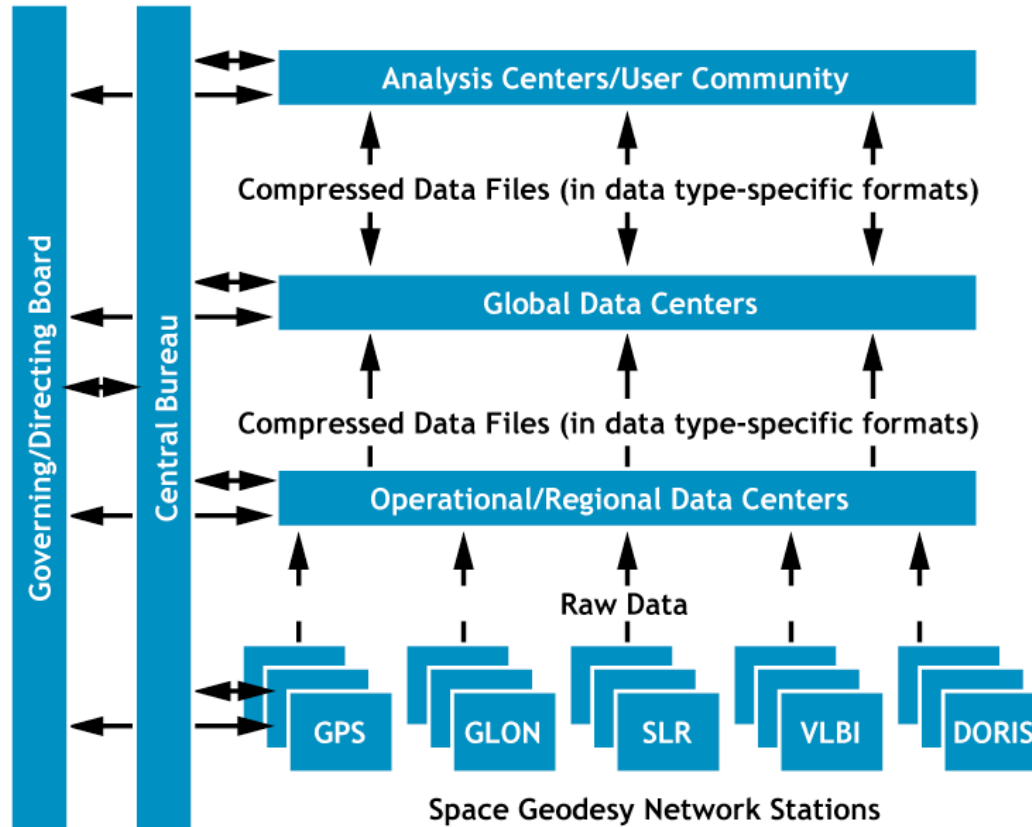 Governing/Directing Board
Central Bureau
Analysis Centers/User Community
Compressed Data Files (in data type-specific formats)
Global Data Centers
Compressed Data Files (in data type-specific formats)
Operational/Regional Data Centers
Raw Data
GPS
GLON
SLR
VLBI
DORIS
Space Geodesy Network Stations